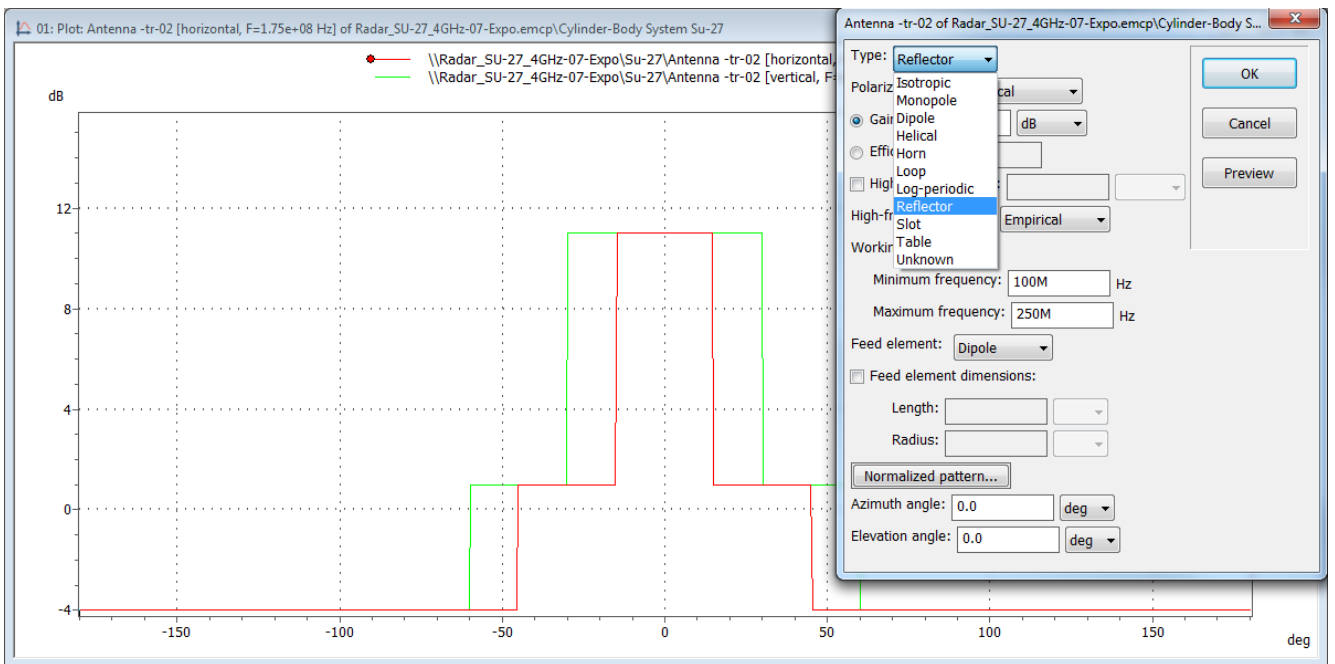 01: Plot: Antenna -tr-02 [horizontal, F=1.75e+08 Hz] of Radar_SU-27_4GHz-07-Expo.emcp\Cylinder-Body System Su-27
\\Radar_SU-27_4GHz-07-Expo\Su-27\Antenna -tr-02 [horizontal,
\\Radar_SU-27_4GHz-07-Expo\Su-27\Antenna -tr-02 [vertical, F=
dB
12
8
4
0
-4
-150 -100 -50 0 50 100 150
deg
Antenna -tr-02 of Radar_SU-27_4GHz-07-Expo.emcp\Cylinder-Body S...
Type: Reflector
Isotropic
Monopole
Dipole
Helical
Horn
Loop
Log-periodic
Reflector
Slot
Table
Unknown
Polariz cal
Gai dB
Effi
High :
High-fr Empirical
Workin
Minimum frequency: 100M Hz
Maximum frequency: 250M Hz
Feed element: Dipole
Feed element dimensions:
Length:
Radius:
Normalized pattern...
Azimuth angle: 0.0 deg
Elevation angle: 0.0 deg
OK
Cancel
Preview